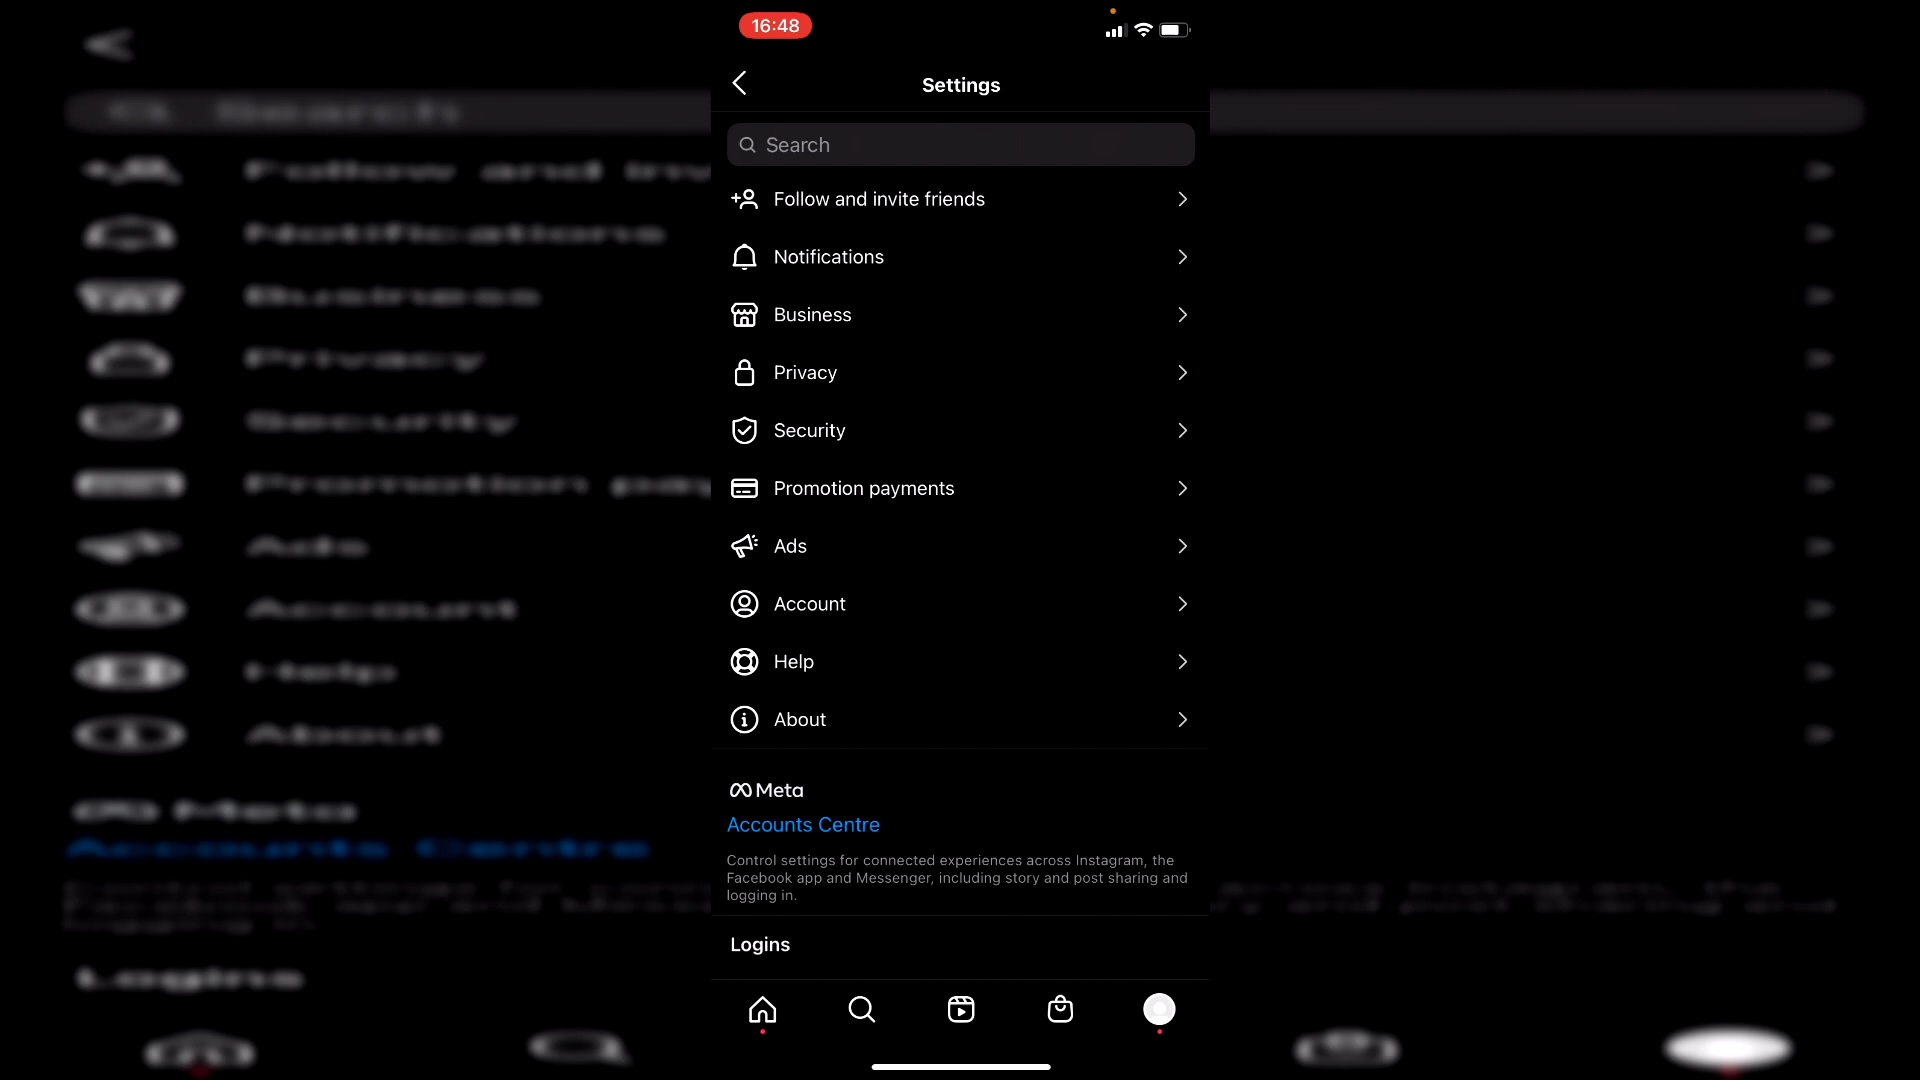 16:48
Settings
Search
Follow and invite friends
Notifications
Business
Privacy
Security
Promotion payments
Ads
Account
Help
About
Meta
Accounts Centre
Control settings for connected experiences across Instagram, the
Facebook app and Messenger, including story and post sharing and
logging in.
Logins